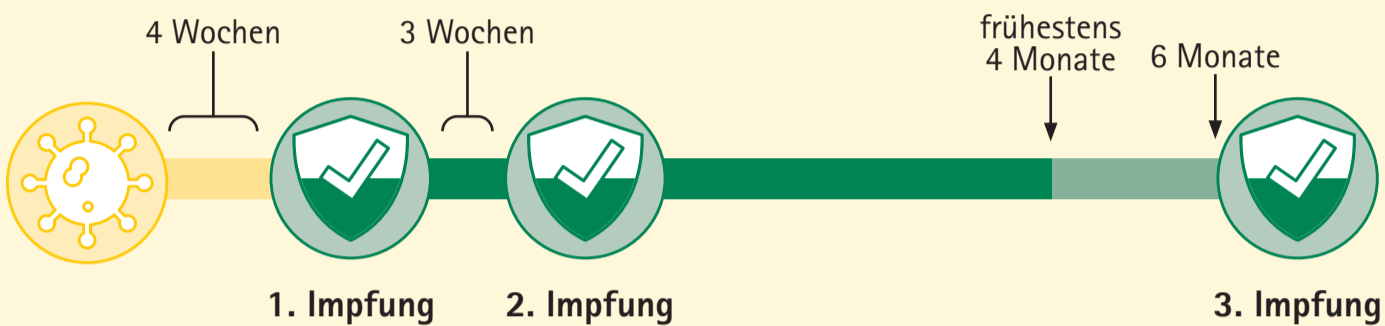 4 Wochen
3 Wochen
frühestens
4 Monate
6 Monate
1. Impfung
2. Impfung
3. Impfung